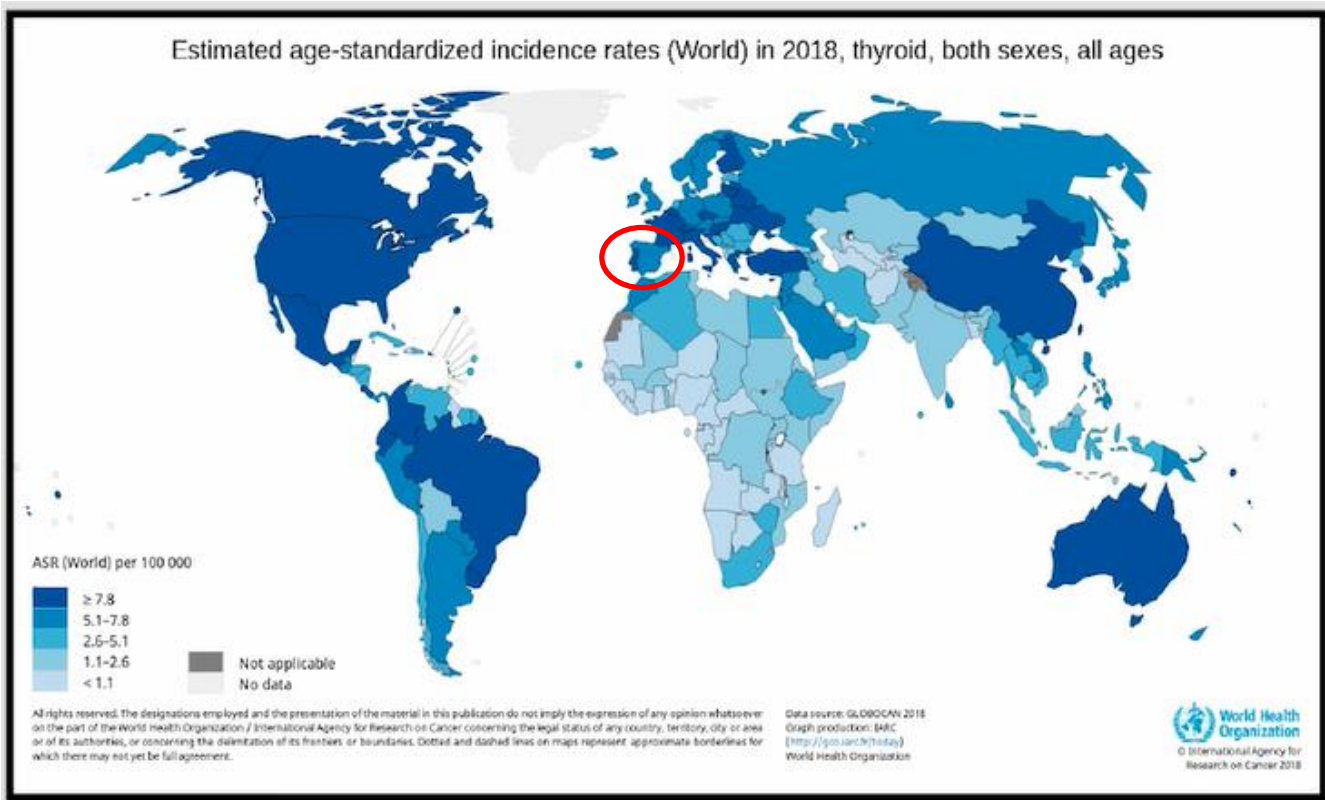 Estimated age-standardized incidence rates (World) in 2018, thyroid, both sexes, all ages
ASR (World) per 100 000
≥ 7.8
5.1–7.8
2.6–5.1
1.1–2.6
< 1.1
Not applicable
No data
All rights reserved. The designations employed and the presentation of the material in this publication do not imply the expression of any opinion whatsoever
on the part of the World Health Organization / International Agency for Research on Cancer concerning the legal status of any country, territory, city or area
or of its authorities, or concerning the delimitation of its frontiers or boundaries. Dotted and dashed lines on maps represent approximate borderlines for
which there may not yet be full agreement.
Data source: GLOBOCAN 2018
Graph production: IARC
(http://gco.iarc.fr/today)
World Health Organization
World Health
Organization
© International Agency for
Research on Cancer 2018